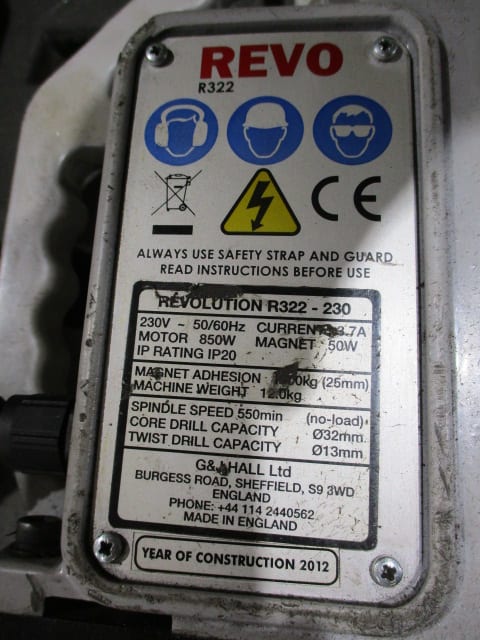 REVO
R322
CE
ALWAYS USE SAFETY STRAP AND GUARD
READ INSTRUCTIONS BEFORE USE
REVOLUTION R322 - 230
230V ~ 50/60Hz CURRENT 3.7A
MOTOR 850W MAGNET 50W
IP RATING IP20
MAGNET ADHESION (25mm)
MACHINE WEIGHT 12.0kg
SPINDLE SPEED 550min (no-load)
CORE DRILL CAPACITY Ø32mm
TWIST DRILL CAPACITY Ø13mm
HALL Ltd
BURGESS ROAD, SHEFFIELD, S9 3WD
ENGLAND
PHONE: +44 114 2440562
MADE IN ENGLAND
YEAR OF CONSTRUCTION 2012